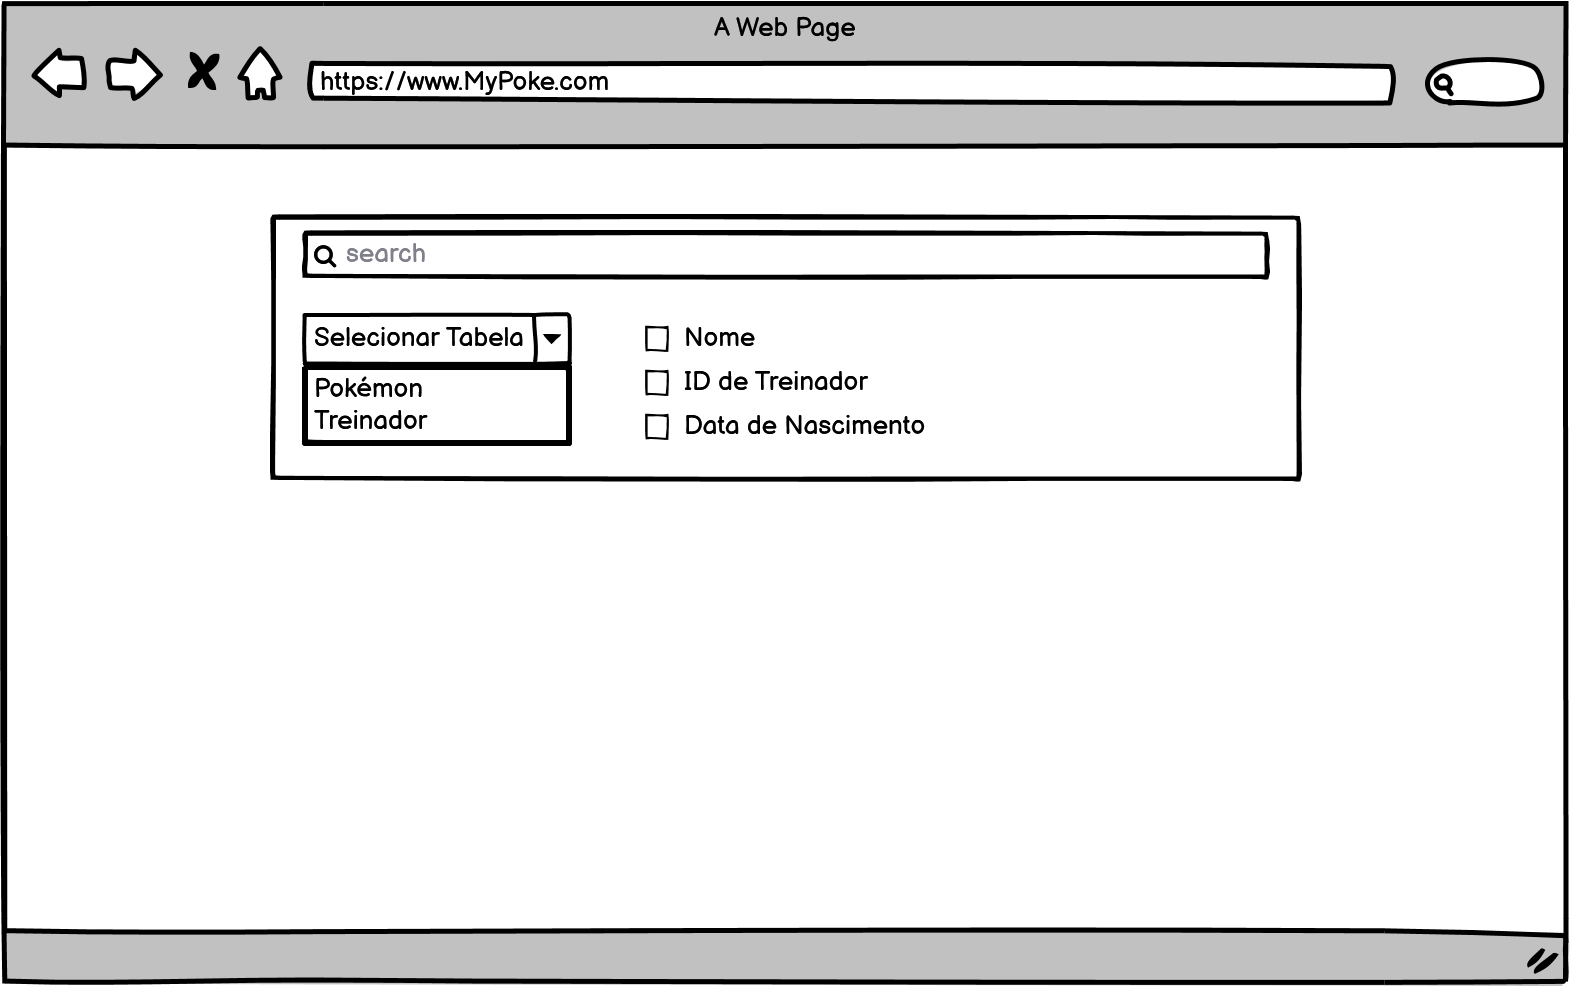 A Web Page
https://www.MyPoke.com
search
Selecionar Tabela
Pokémon
Treinador
Nome
ID de Treinador
Data de Nascimento